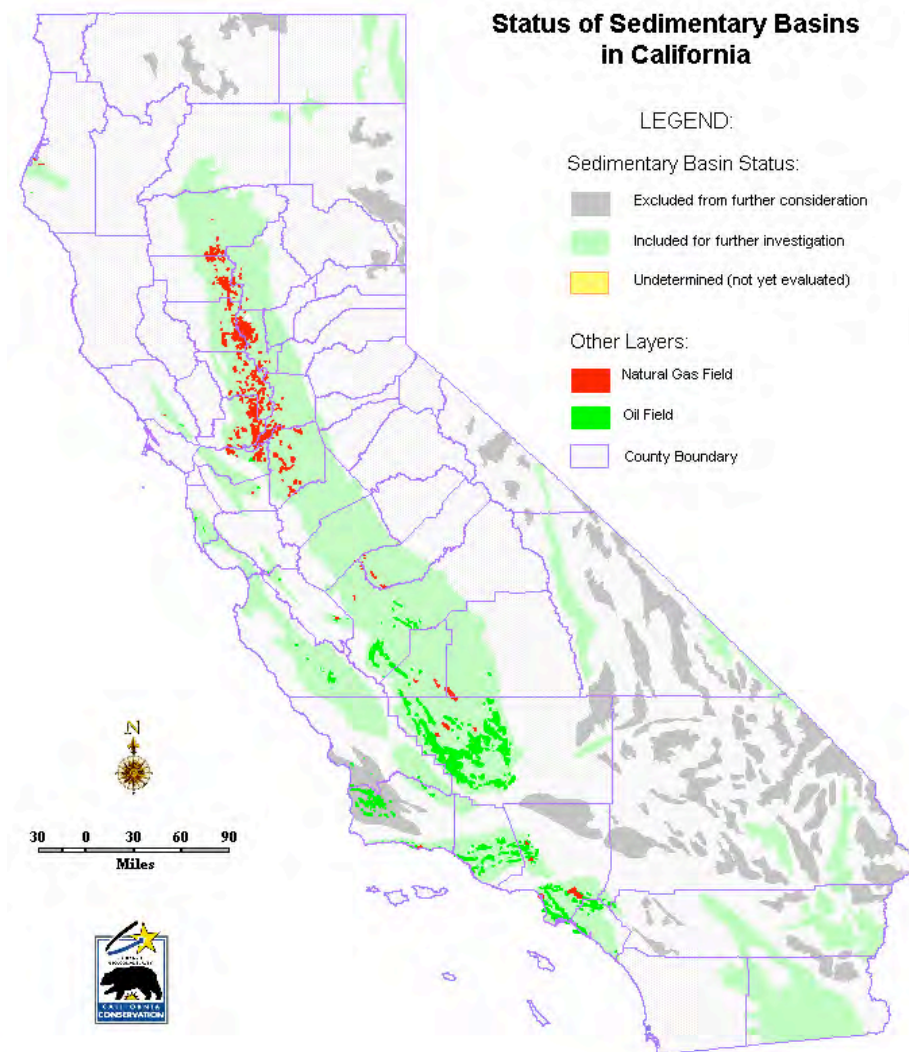 Status of Sedimentary Basins
in California
LEGEND:
Sedimentary Basin Status:
Excluded from further consideration
Included for further investigation
Undetermined (not yet evaluated)
Other Layers:
Natural Gas Field
Oil Field
County Boundary
N
30 0 30 60 90
Miles
CALIFORNIA
CONSERVATION